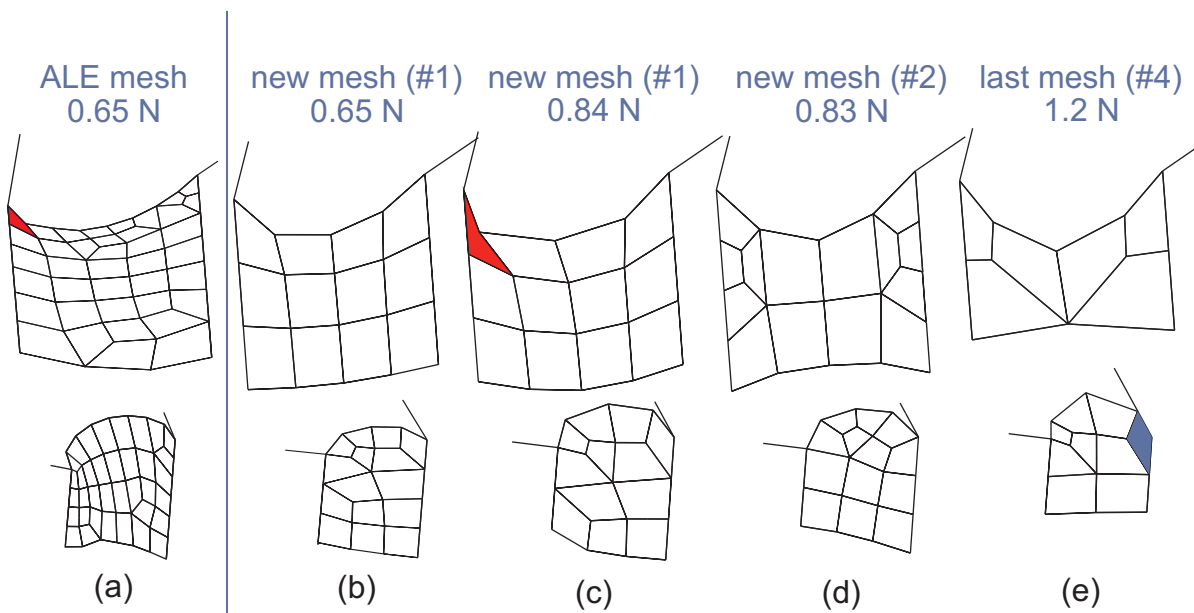 ALE mesh
0.65 N
new mesh (#1)
0.65 N
new mesh (#1)
0.84 N
new mesh (#2)
0.83 N
last mesh (#4)
1.2 N
(a)
(b)
(c)
(d)
(e)